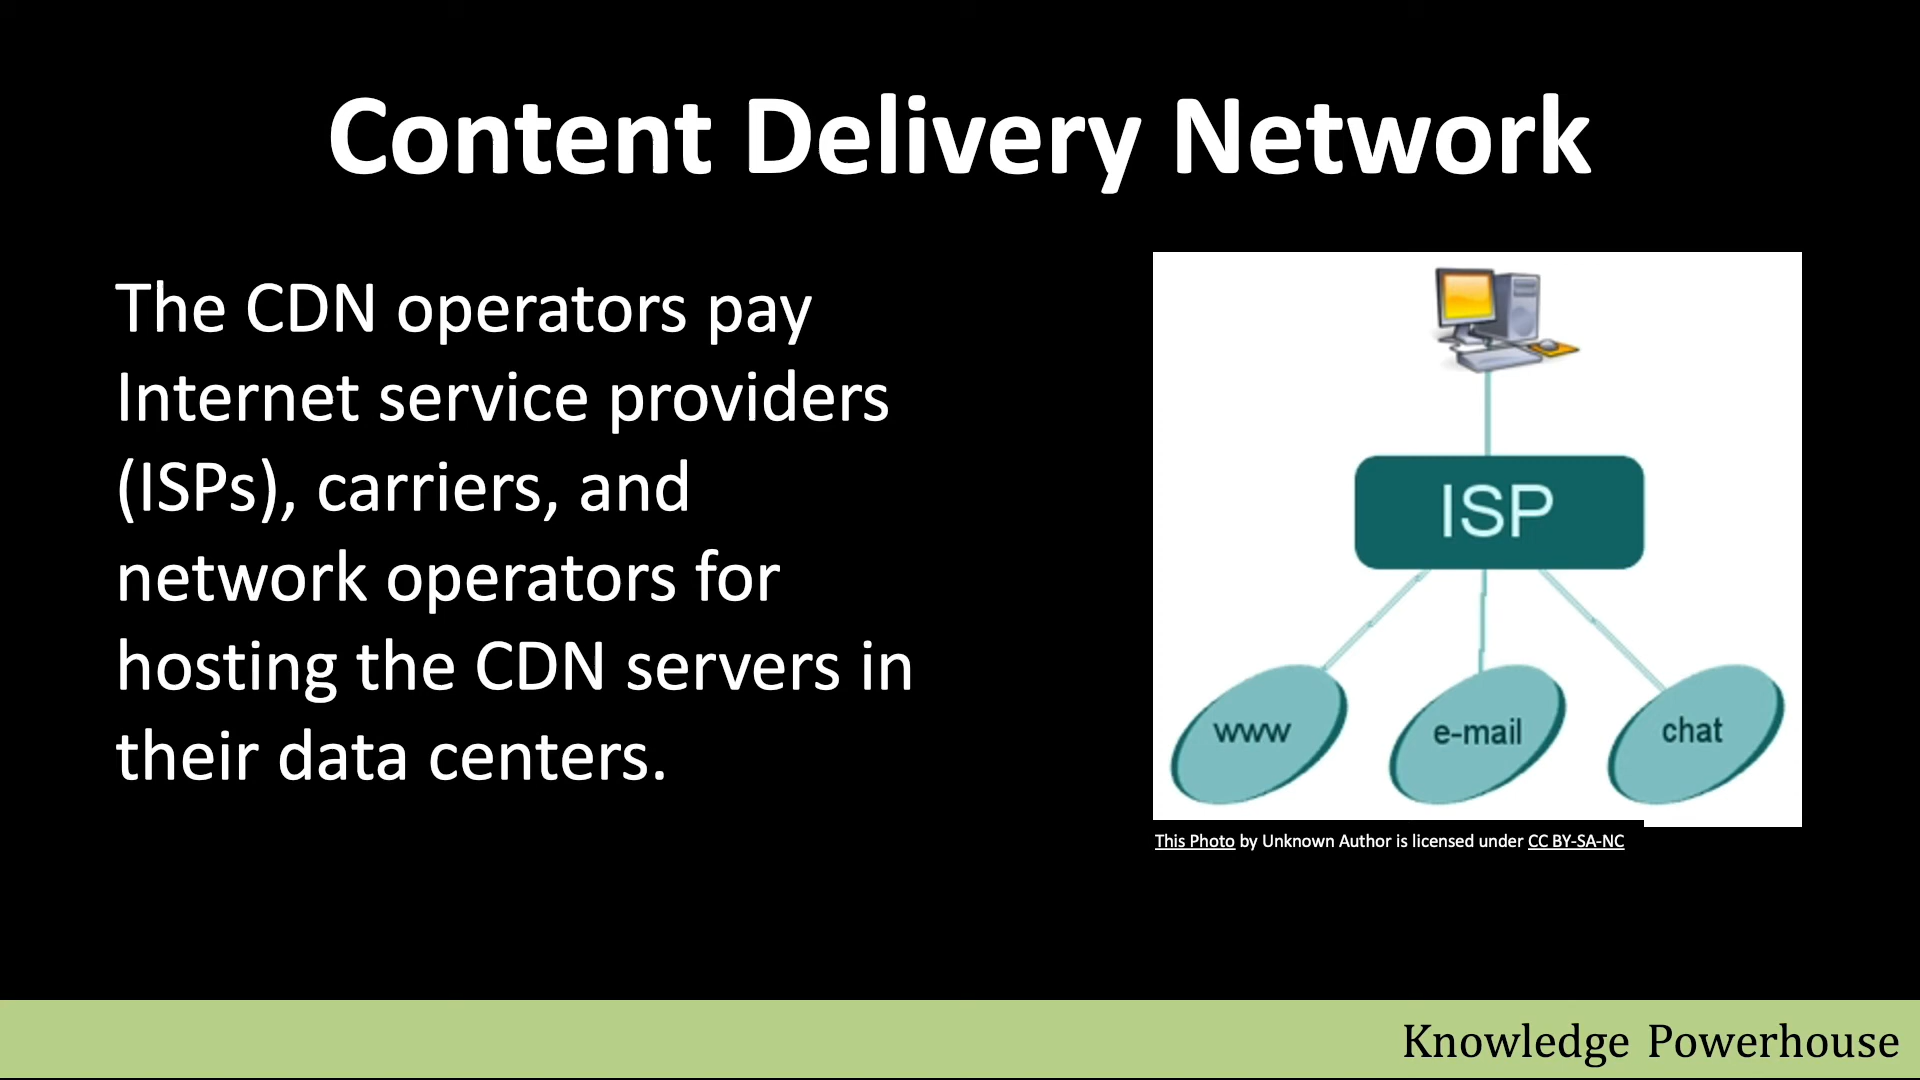 Content Delivery Network
The CDN operators pay
Internet service providers
(ISPs), carriers, and
network operators for
hosting the CDN servers in
their data centers.
ISP
www
e-mail
chat
This Photo by Unknown Author is licensed under CC BY-SA-NC
Knowledge Powerhouse